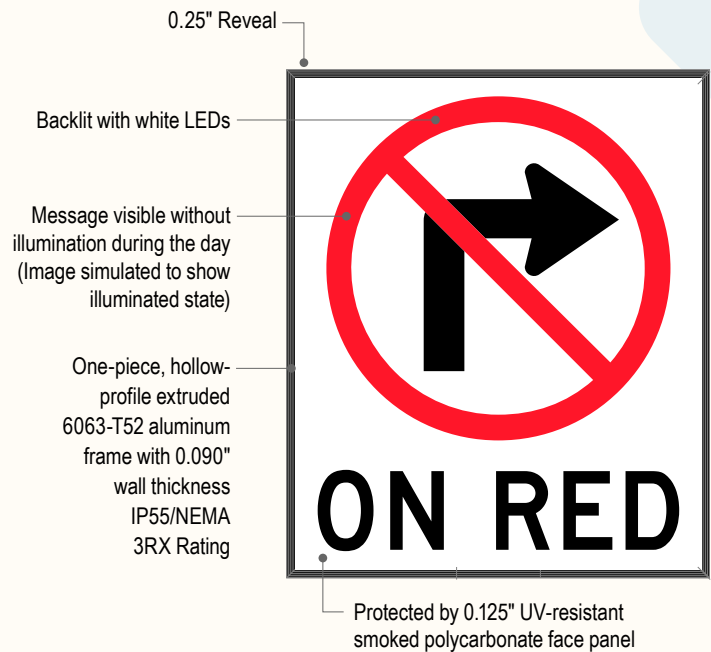 0.25" Reveal
Backlit with white LEDs
Message visible without
illumination during the day
(Image simulated to show
illuminated state)
One-piece, hollow-
profile extruded
6063-T52 aluminum
frame with 0.090"
wall thickness
IP55/NEMA
3RX Rating
ON RED
Protected by 0.125" UV-resistant
smoked polycarbonate face panel